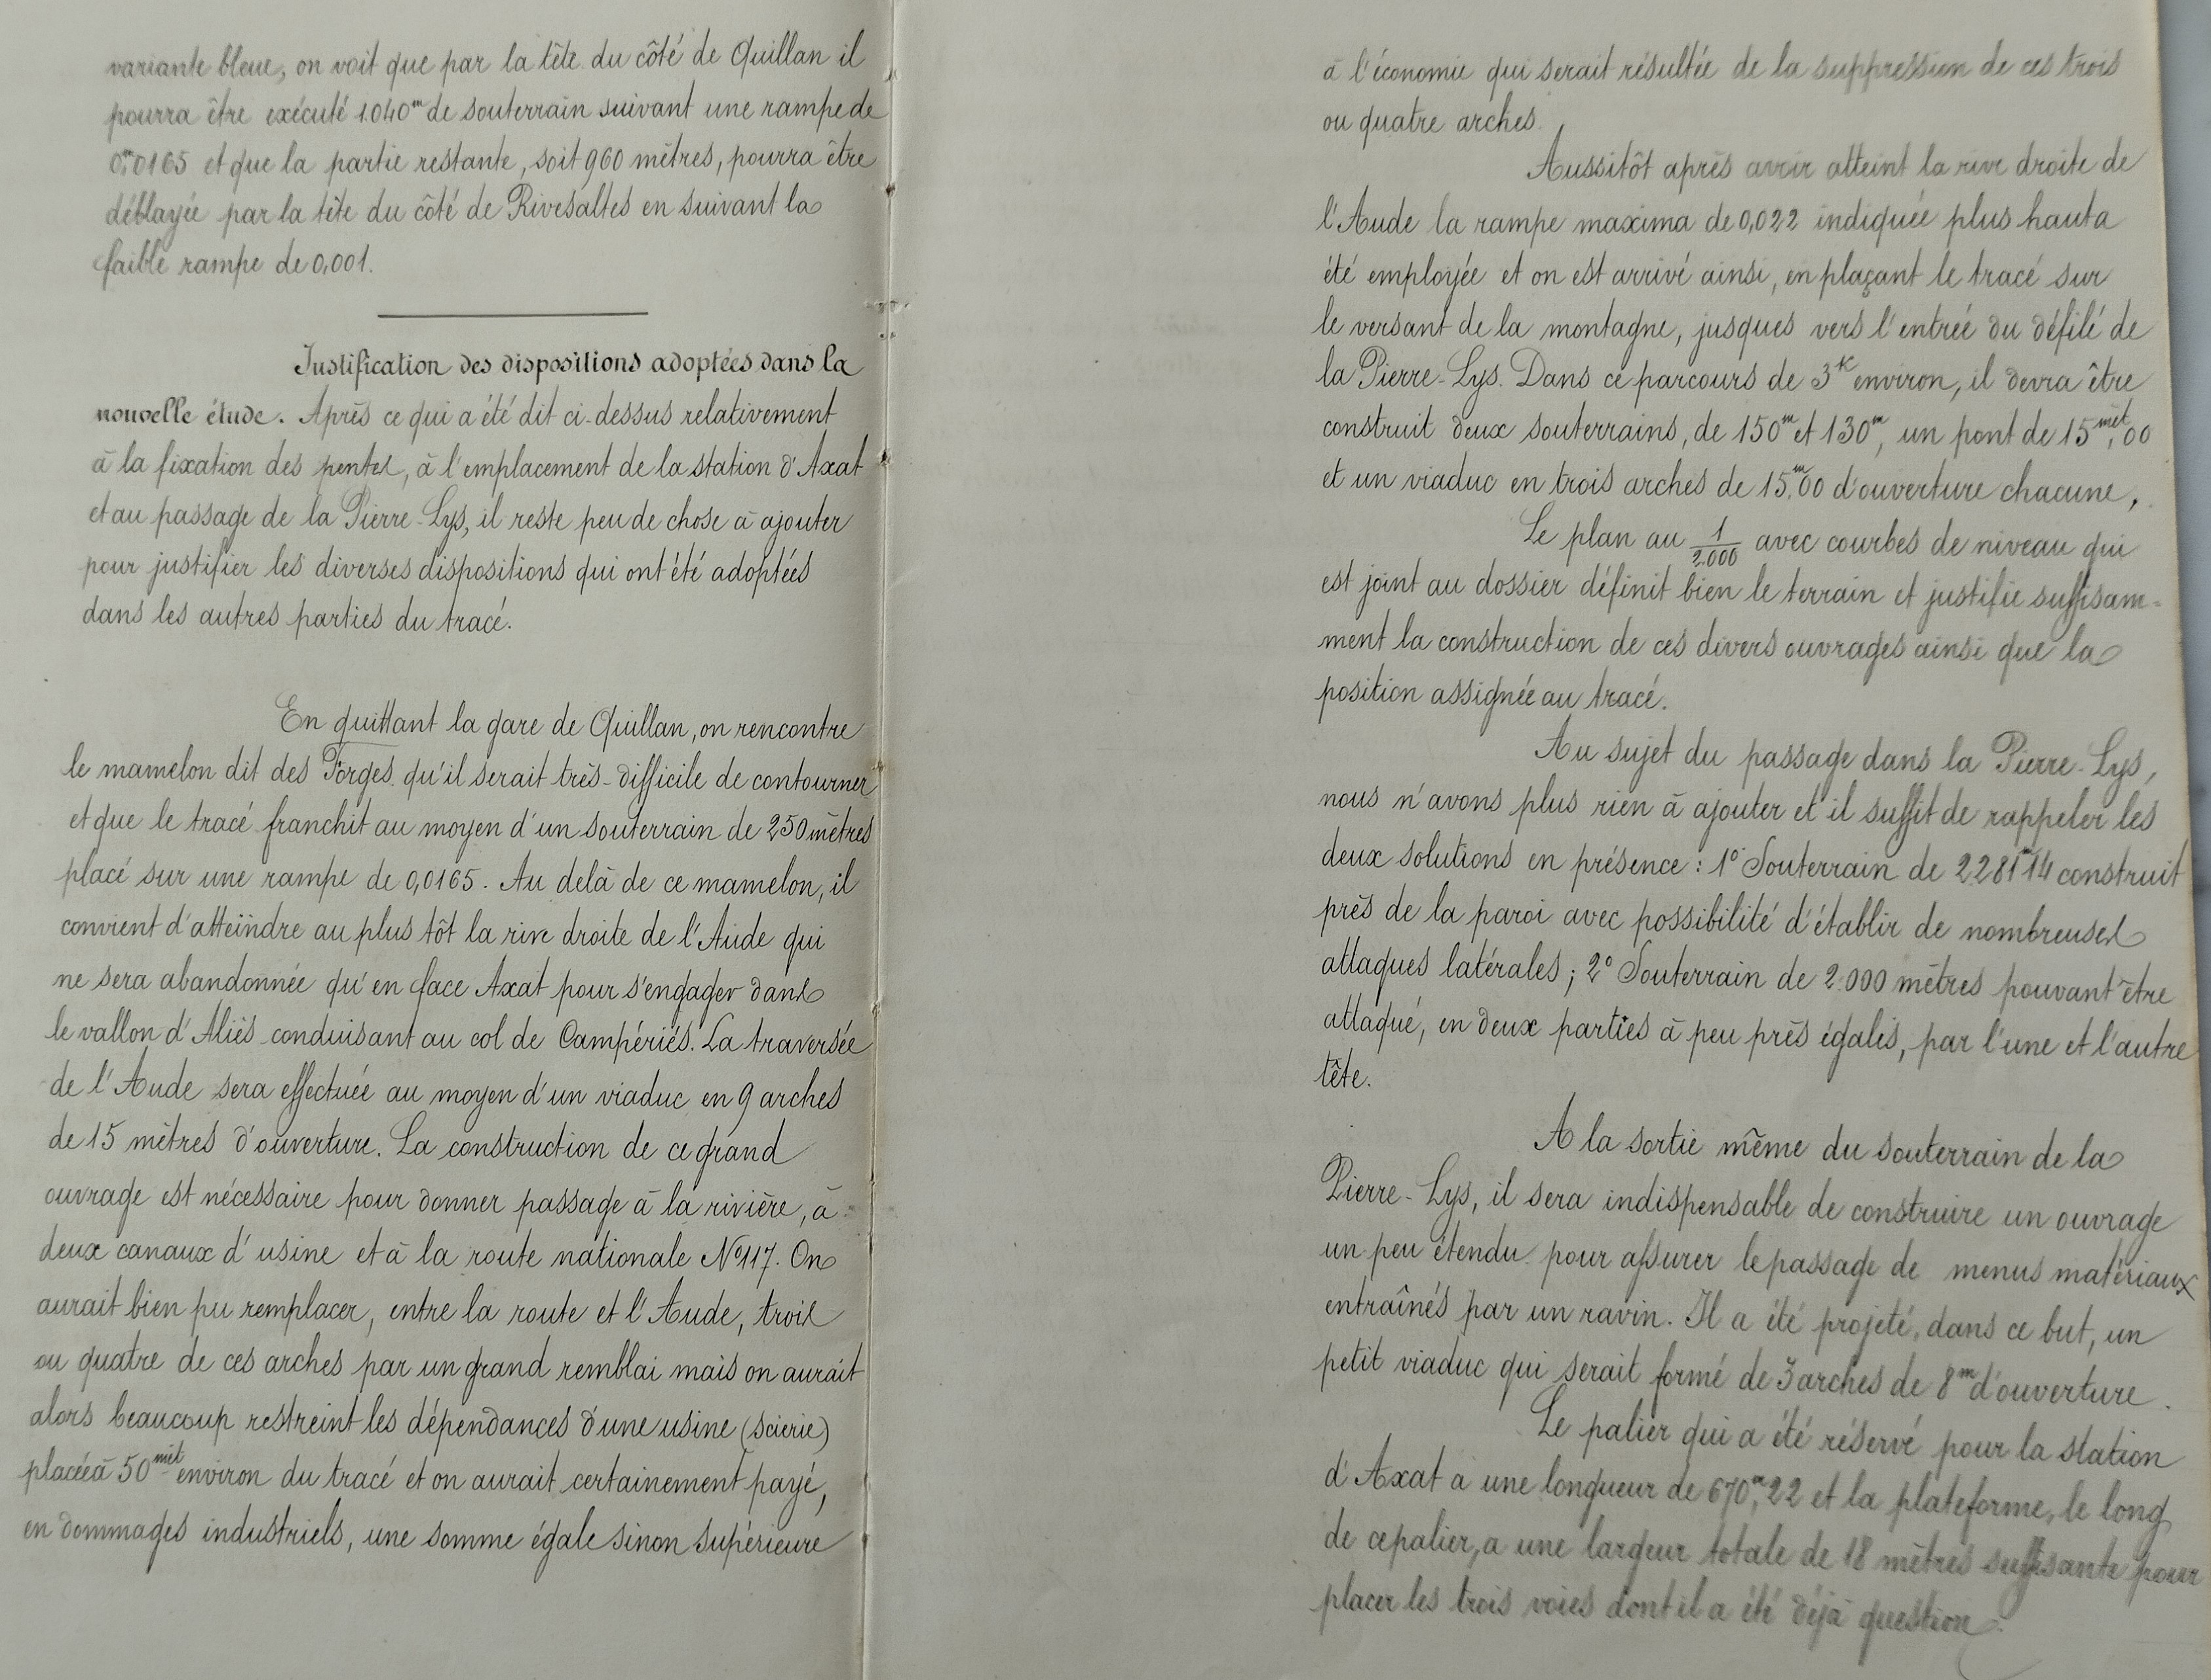 variante bleue, on voit que par la tête du côté de Quillan il
pourra être exécuté 1.040m de souterrain suivant une rampe de
0m,0165 et que la partie restante, soit 960 mètres, pourra être
déblayée par la tête du côté de Rivesaltes en suivant la
faible rampe de 0,001.
Justification des dispositions adoptées dans la
nouvelle étude. Après ce qui a été dit ci-dessus relativement
à la fixation des pentes, à l'emplacement de la station d'Axat
et au passage de la Pierre-Lys, il reste peu de chose à ajouter
pour justifier les diverses dispositions qui ont été adoptées
dans les autres parties du tracé.
En quittant la gare de Quillan, on rencontre
le mamelon dit des Forges qu'il serait très-difficile de contourner
et que le tracé franchit au moyen d'un souterrain de 250 mètres
placé sur une rampe de 0,0165. Au delà de ce mamelon, il
convient d'atteindre au plus tôt la rive droite de l'Aude qui
ne sera abandonnée qu'en face Axat pour s'engager dans
le vallon d'Aliès conduisant au col de Campériés. La traversée
de l'Aude sera effectuée au moyen d'un viaduc en 9 arches
de 15 mètres d'ouverture. La construction de ce grand
ouvrage est nécessaire pour donner passage à la rivière, à
deux canaux d'usine et à la route nationale N° 117. On
aurait bien pu remplacer, entre la route et l'Aude, trois
ou quatre de ces arches par un grand remblai mais on aurait
alors beaucoup restreint les dépendances d'une usine (scierie)
placée à 50 mèt environ du tracé et on aurait certainement payé,
en dommages industriels, une somme égale sinon supérieure
à l'économie qui serait résultée de la suppression de ces trois
ou quatre arches.
Aussitôt après avoir atteint la rive droite de
l'Aude la rampe maxima de 0,022 indiquée plus haut a
été employée et on est arrivé ainsi, en plaçant le tracé sur
le versant de la montagne, jusques vers l'entrée du défilé de
la Pierre-Lys. Dans ce parcours de 3K environ, il devra être
construit deux souterrains, de 150m et 130m, un pont de 15 mèt,00
et un viaduc en trois arches de 15m,00 d'ouverture chacune,
Le plan au 1/2.000 avec courbes de niveau qui
est joint au dossier définit bien le terrain et justifie suffisam-
ment la construction de ces divers ouvrages ainsi que la
position assignée au tracé.
Au sujet du passage dans la Pierre-Lys,
nous n'avons plus rien à ajouter et il suffit de rappeler les
deux solutions en présence : 1° Souterrain de 2281m14 construit
près de la paroi avec possibilité d'établir de nombreuses
attaques latérales ; 2° Souterrain de 2.000 mètres pouvant être
attaqué, en deux parties à peu près égales, par l'une et l'autre
tête.
A la sortie même du souterrain de la
Pierre-Lys, il sera indispensable de construire un ouvrage
un peu étendu pour assurer le passage de menus matériaux
entraînés par un ravin. Il a été projeté, dans ce but, un
petit viaduc qui serait formé de 3 arches de 8m d'ouverture.
Le palier qui a été réservé pour la station
d'Axat a une longueur de 670m,22 et la plateforme, le long
de ce palier, a une largeur totale de 18 mètres suffisante pour
placer les trois voies dont il a été déjà question.